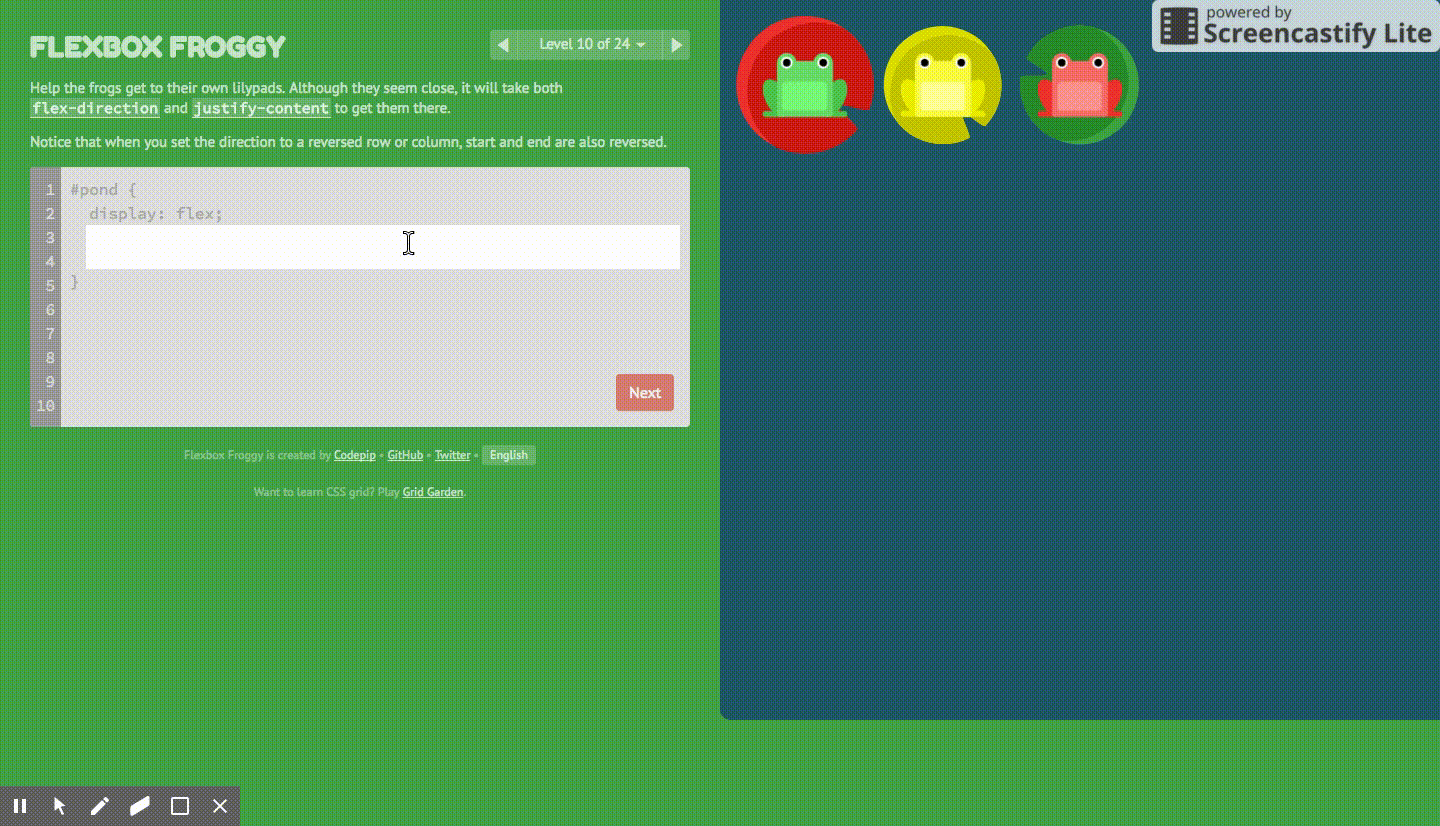 FLEXBOX FROGGY
Level 10 of 24
Help the frogs get to their own lilypads. Although they seem close, it will take both
flex-direction and justify-content to get them there.
Notice that when you set the direction to a reversed row or column, start and end are also reversed.
1 #pond {
2 display: flex;
3
4
5 }
6
7
8
9
10
Next
Flexbox Froggy is created by Codepip • GitHub • Twitter • English
Want to learn CSS grid? Play Grid Garden.
powered by
Screencastify Lite